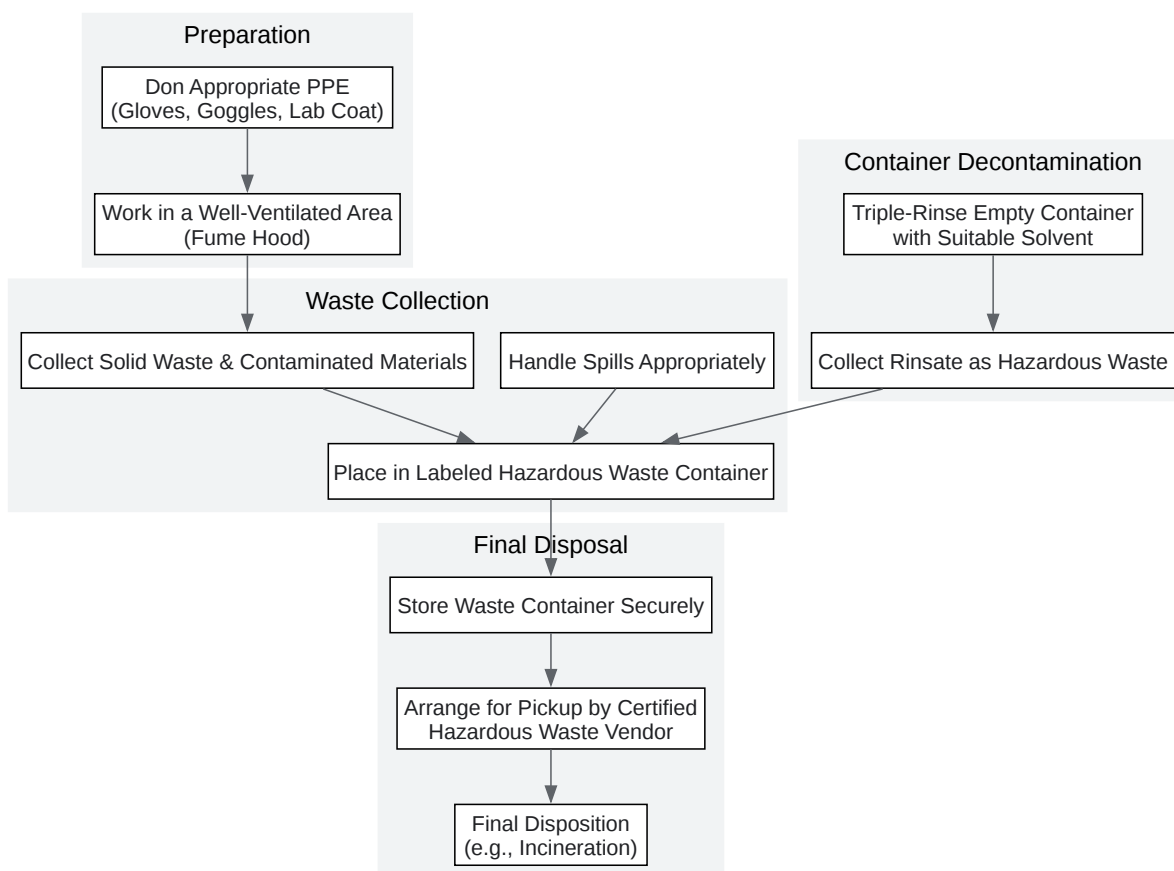 Preparation
Don Appropriate PPE
(Gloves, Goggles, Lab Coat)
Work in a Well-Ventilated Area
(Fume Hood)
Container Decontamination
Triple-Rinse Empty Container
with Suitable Solvent
Collect Rinsate as Hazardous Waste
Waste Collection
Collect Solid Waste & Contaminated Materials
Handle Spills Appropriately
Place in Labeled Hazardous Waste Container
Final Disposal
Store Waste Container Securely
Arrange for Pickup by Certified
Hazardous Waste Vendor
Final Disposition
(e.g., Incineration)